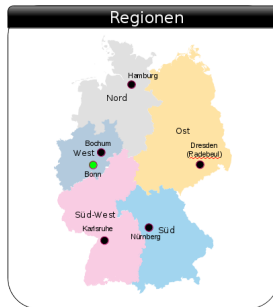 Regionen
Hamburg
Nord
Ost
Bochum
West
Dresden
(Radebeul)
Bonn
Süd-West
Karlsruhe
Süd
Nürnberg